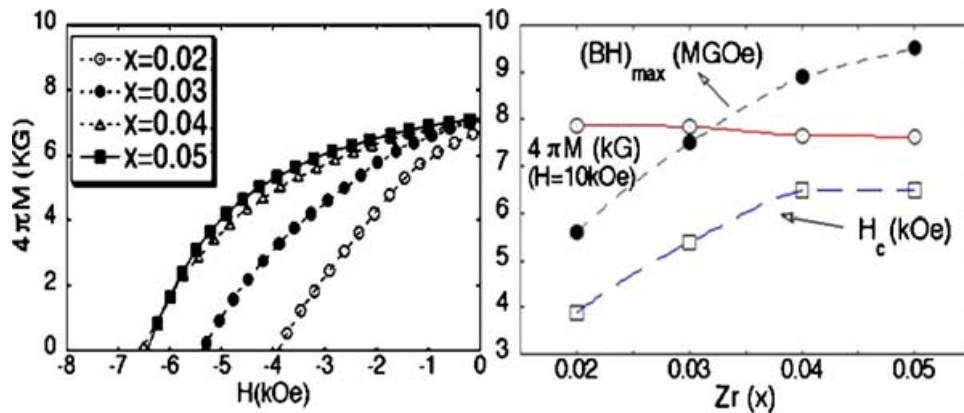 10
8
6
4
2
0
4πM (KG)
X=0.02
X=0.03
X=0.04
X=0.05
-8
-7
-6
-5
-4
-3
-2
-1
0
H(kOe)
10
9
8
7
6
5
4
3
(BH)max (MGOe)
4 πM (kG)
(H=10kOe)
Hc(kOe)
0.02
0.03
0.04
0.05
Zr (x)